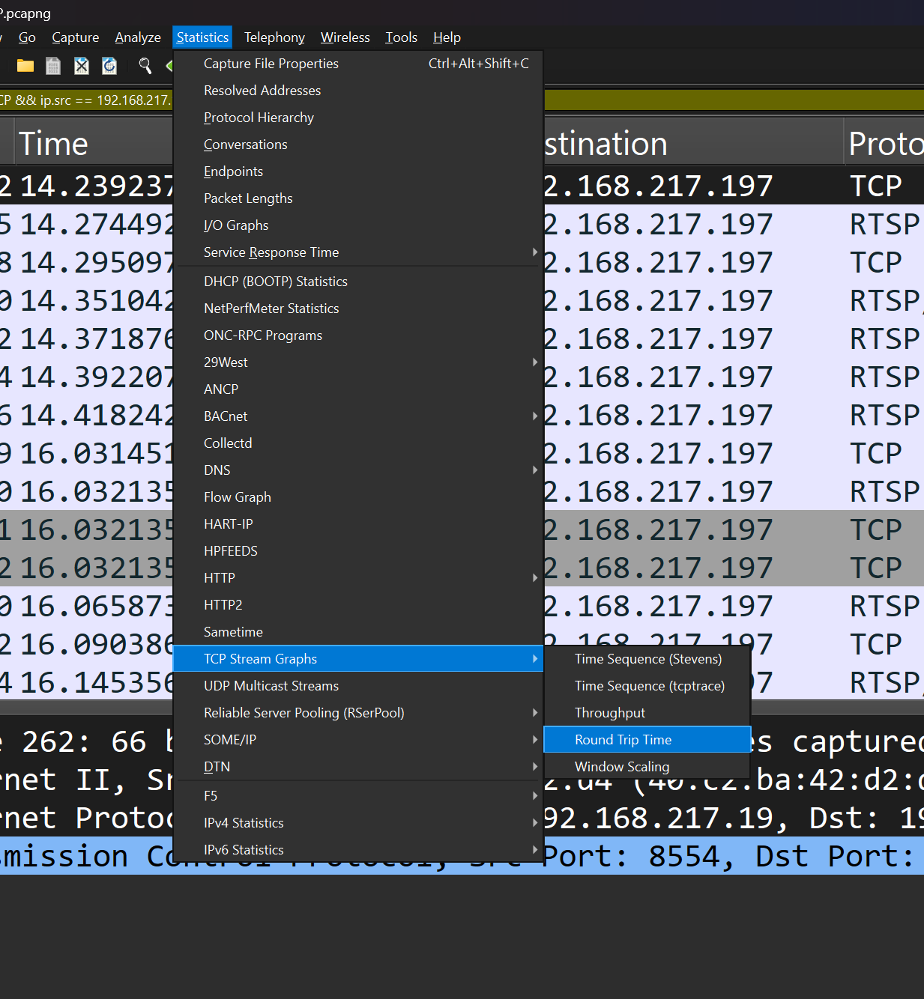 P.pcapng
Go Capture Analyze Statistics Telephony Wireless Tools Help
CP && ip.src == 192.168.217.
Capture File Properties Ctrl+Alt+Shift+C
Resolved Addresses
Protocol Hierarchy
Conversations
Endpoints
Packet Lengths
I/O Graphs
Service Response Time
DHCP (BOOTP) Statistics
NetPerfMeter Statistics
ONC-RPC Programs
29West
ANCP
BACnet
Collectd
DNS
Flow Graph
HART-IP
HPFEEDS
HTTP
HTTP2
Sametime
TCP Stream Graphs
UDP Multicast Streams
Reliable Server Pooling (RSerPool)
SOME/IP
DTN
F5
IPv4 Statistics
IPv6 Statistics
Time Sequence (Stevens)
Time Sequence (tcptrace)
Throughput
Round Trip Time
Window Scaling
Time stination Proto
2 14.239237 2.168.217.197 TCP
5 14.274492 2.168.217.197 RTSP
8 14.295097 2.168.217.197 TCP
0 14.351042 2.168.217.197 RTSP
2 14.371876 2.168.217.197 RTSP
4 14.392207 2.168.217.197 RTSP
6 14.418242 2.168.217.197 RTSP
9 16.031451 2.168.217.197 TCP
0 16.032135 2.168.217.197 RTSP
1 16.032135 2.168.217.197 TCP
2 16.032135 2.168.217.197 TCP
0 16.065873 2.168.217.197 RTSP
2 16.090386 2.168.217.197 TCP
4 16.145356 97 RTSP
e 262: 66 b es captured
rnet II, Sr 2:d4 (40:c2:ba:42:d2:d
rnet Protoc 92.168.217.19, Dst: 19
smission Control Protocol, Src Port: 8554, Dst Port: